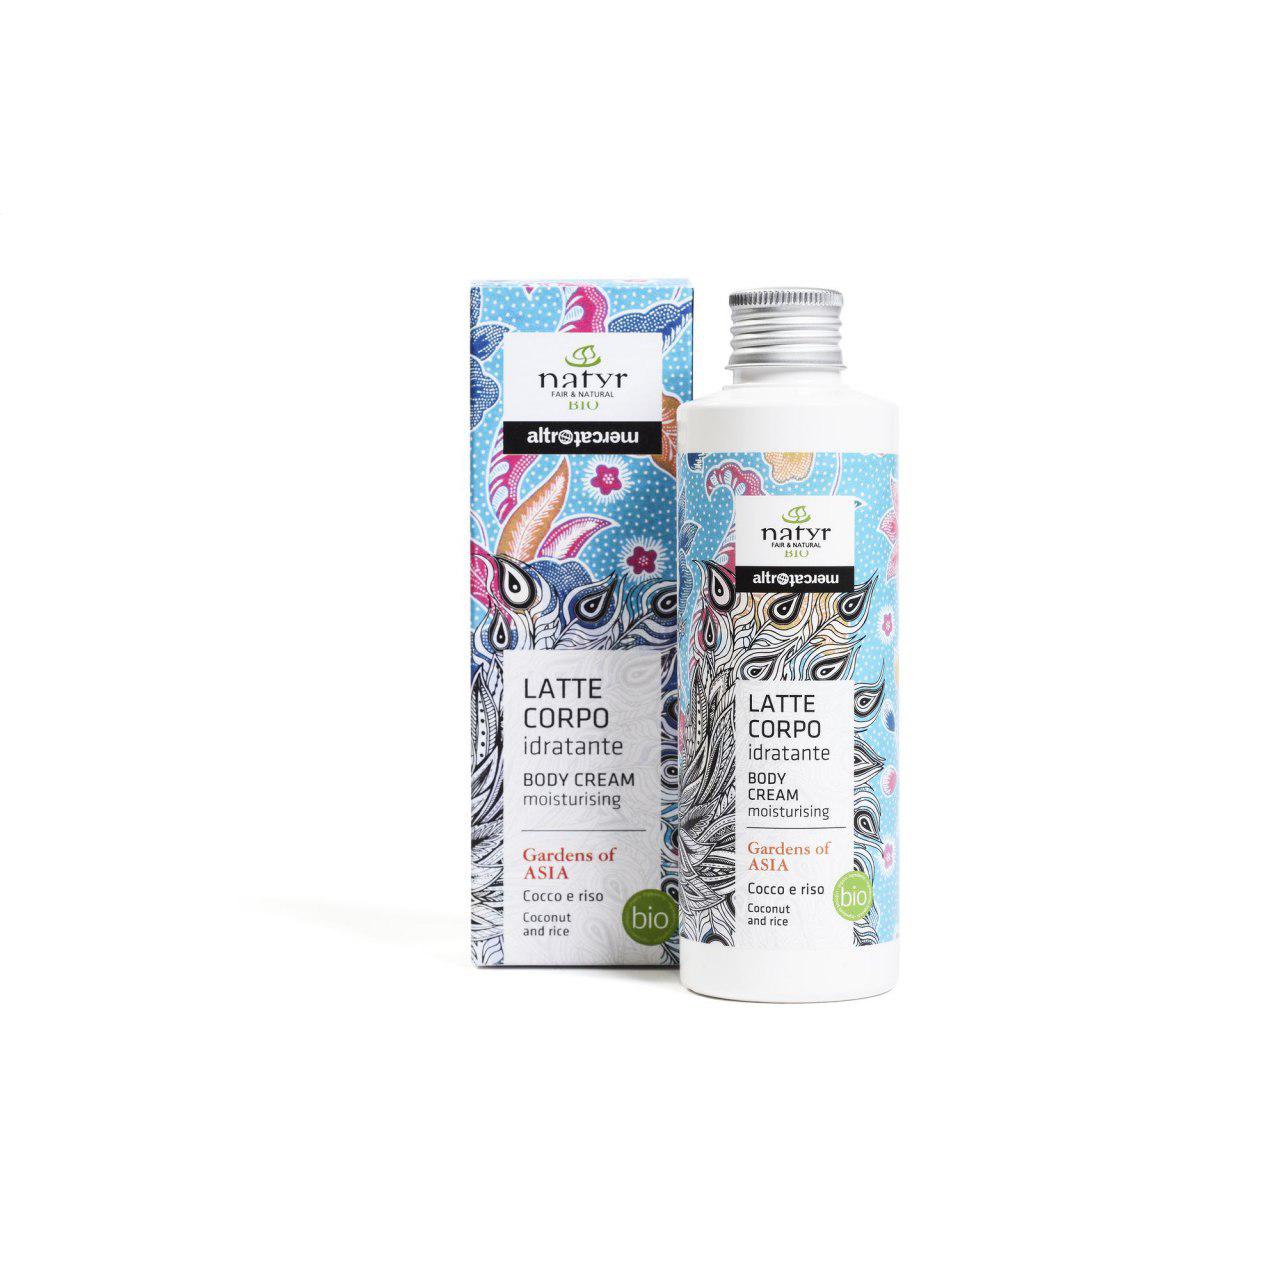 natyr
FAIR & NATURAL
BIO
altromercato
LATTE
CORPO
idratante
BODY CREAM
moisturising
Gardens of
ASIA
Cocco e riso
Coconut
and rice
bio
natyr
FAIR & NATURAL
BIO
altromercato
LATTE
CORPO
idratante
BODY
CREAM
moisturising
Gardens of
ASIA
Cocco e riso
Coconut
and rice
bio